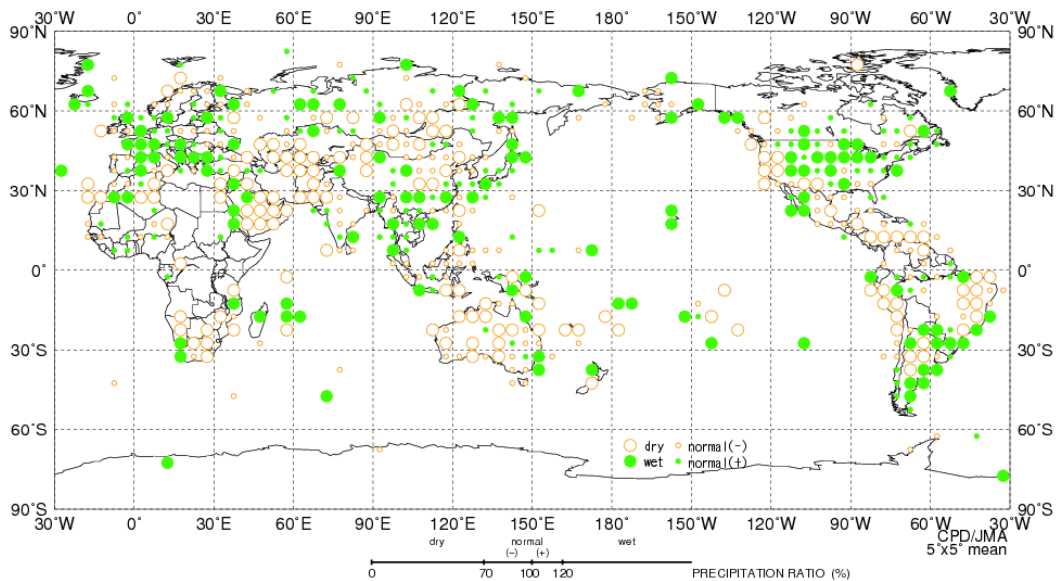 30˚W 0˚ 30˚E 60˚E 90˚E 120˚E 150˚E 180˚ 150˚W 120˚W 90˚W 60˚W 30˚W
90˚N 90˚N
60˚N 60˚N
30˚N 30˚N
0˚ 0˚
30˚S 30˚S
60˚S 60˚S
dry normal(-)
wet normal(+)
90˚S 90˚S
30˚W 0˚ 30˚E 60˚E 90˚E 120˚E 150˚E 180˚ 150˚W 120˚W 90˚W 60˚W 30˚W
CPD/JMA
5˚x5˚ mean
dry normal wet
(-) (+)
0 70 100 120 PRECIPITATION RATIO (%)